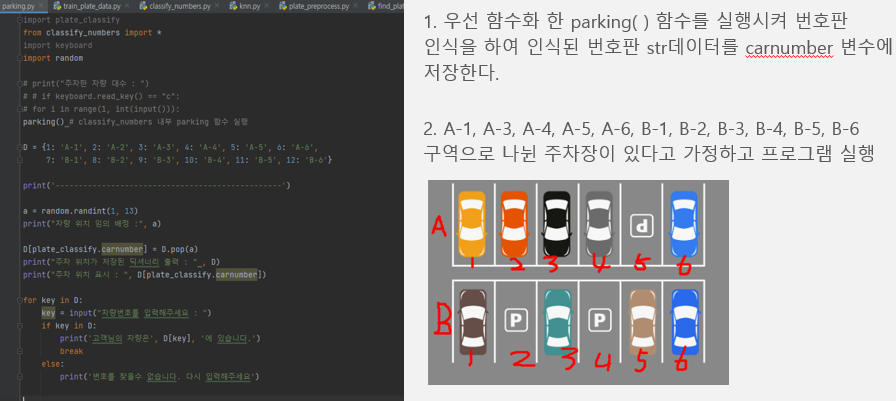 parking.py
train_plate_data.py
classify_numbers.py
knn.py
plate_preprocess.py
find_plat
import plate_classify
from classify_numbers import *
import keyboard
import random
# print("주차한 차량 대수 : ")
# # if keyboard.read_key() == "c":
# for i in range(1, int(input())):
parking()_# classify_numbers 내부 parking 함수 실행
D = {1: 'A-1', 2: 'A-2', 3: 'A-3', 4: 'A-4', 5: 'A-5', 6: 'A-6',
7: 'B-1', 8: 'B-2', 9: 'B-3', 10: 'B-4', 11: 'B-5', 12: 'B-6'}
print('--------------------------------------------------')
a = random.randint(1, 13)
print("차량 위치 임의 배정 :", a)
D[plate_classify.carnumber] = D.pop(a)
print("주차 위치가 저장된 딕셔너리 출력 : "_, D)
print("주차 위치 표시 : ", D[plate_classify.carnumber])
for key in D:
key = input("차량번호를 입력해주세요 : ")
if key in D:
print('고객님의 차량은', D[key], '에 있습니다.')
break
else:
print('번호를 찾을수 없습니다. 다시 입력해주세요')
1. 우선 함수화 한 parking( ) 함수를 실행시켜 번호판
인식을 하여 인식된 번호판 str데이터를 carnumber 변수에
저장한다.
2. A-1, A-3, A-4, A-5, A-6, B-1, B-2, B-3, B-4, B-5, B-6
구역으로 나뉜 주차장이 있다고 가정하고 프로그램 실행
A
P
1 2 3 4 5 6
B
P P
1 2 3 4 5 6